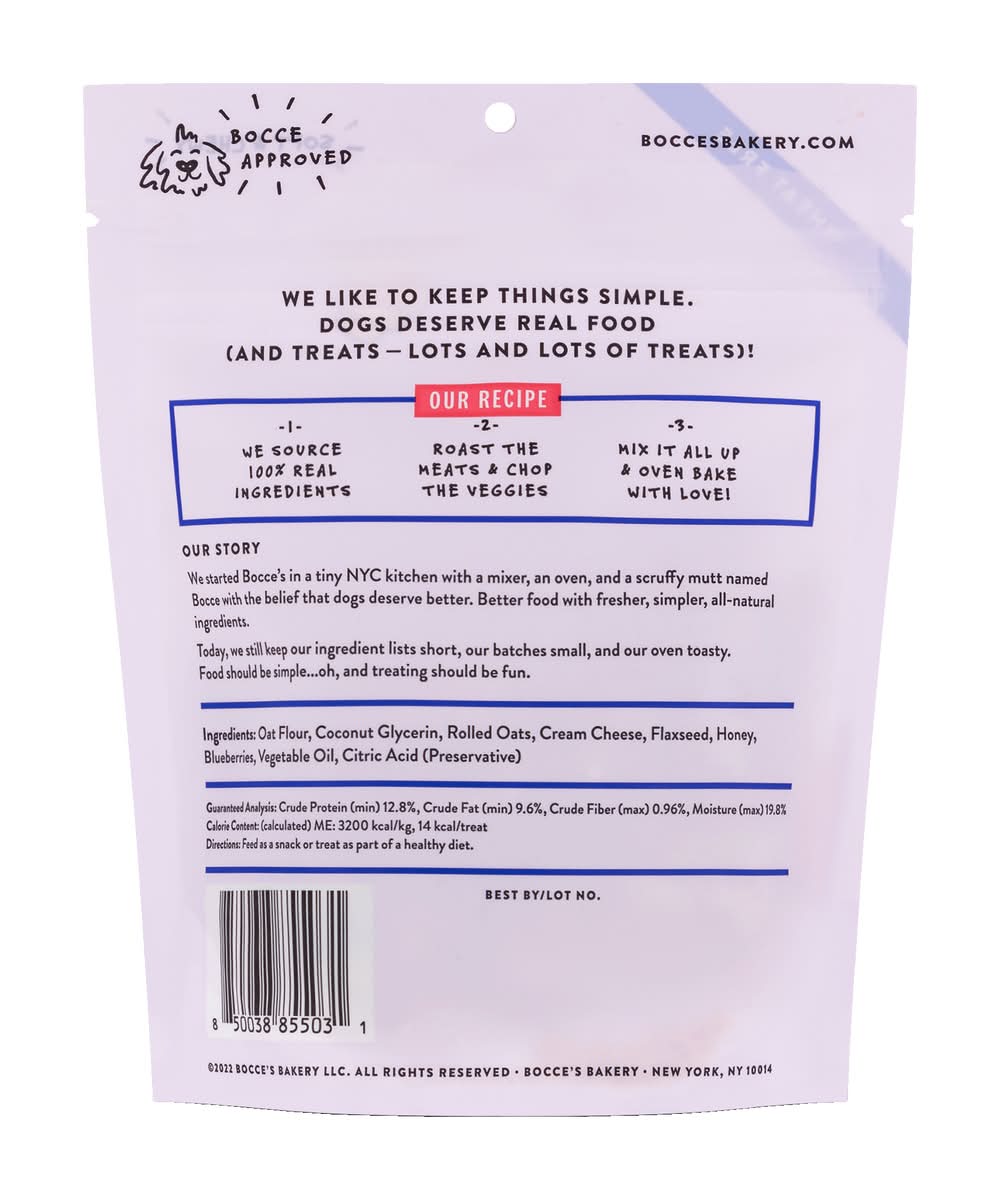 BOCCE
APPROVED
BOCCESBAKERY.COM
WE LIKE TO KEEP THINGS SIMPLE.
DOGS DESERVE REAL FOOD
(AND TREATS — LOTS AND LOTS OF TREATS)!
OUR RECIPE
-1-
WE SOURCE
100% REAL
INGREDIENTS
-2-
ROAST THE
MEATS & CHOP
THE VEGGIES
-3-
MIX IT ALL UP
& OVEN BAKE
WITH LOVE!
OUR STORY
We started Bocce's in a tiny NYC kitchen with a mixer, an oven, and a scruffy mutt named
Bocce with the belief that dogs deserve better. Better food with fresher, simpler, all-natural
ingredients.
Today, we still keep our ingredient lists short, our batches small, and our oven toasty.
Food should be simple...oh, and treating should be fun.
Ingredients: Oat Flour, Coconut Glycerin, Rolled Oats, Cream Cheese, Flaxseed, Honey,
Blueberries, Vegetable Oil, Citric Acid (Preservative)
Guaranteed Analysis: Crude Protein (min) 12.8%, Crude Fat (min) 9.6%, Crude Fiber (max) 0.96%, Moisture (max) 19.8%
Calorie Content: (calculated) ME: 3200 kcal/kg, 14 kcal/treat
Directions: Feed as a snack or treat as part of a healthy diet.
BEST BY/LOT NO.
8 50038 85503 1
©2022 BOCCE'S BAKERY LLC. ALL RIGHTS RESERVED · BOCCE'S BAKERY · NEW YORK, NY 10014